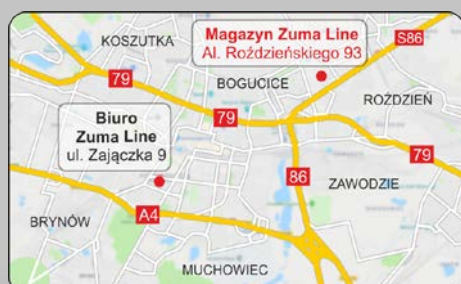 KOSZUTKA
Magazyn Zuma Line
Al. Roździeńskiego 93
S86
79
BOGUCICE
ROŹDZIEŃ
Biuro
Zuma Line
ul. Zajączka 9
79
79
86
ZAWODZIE
BRYNÓW
A4
MUCHOWIEC